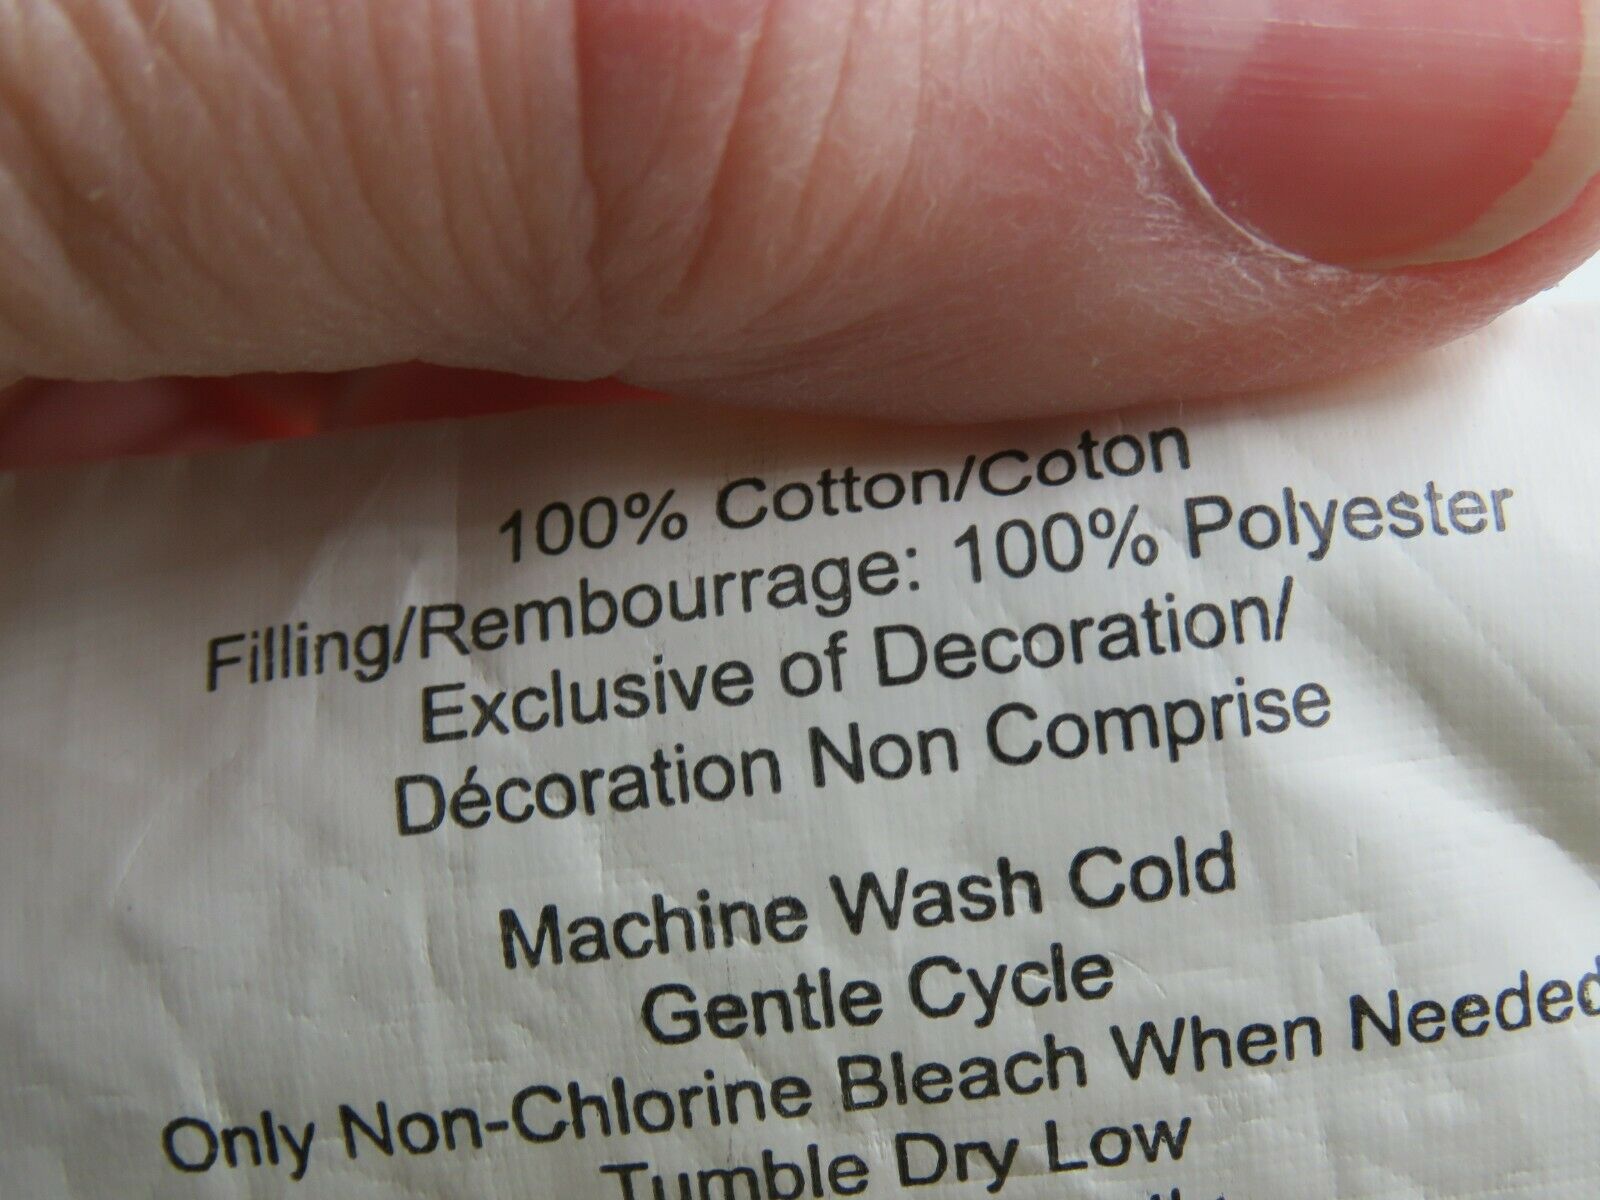 100% Cotton/Coton
Filling/Rembourrage: 100% Polyester
Exclusive of Decoration/
Décoration Non Comprise
Machine Wash Cold
Gentle Cycle
Only Non-Chlorine Bleach When Needed
Tumble Dry Low